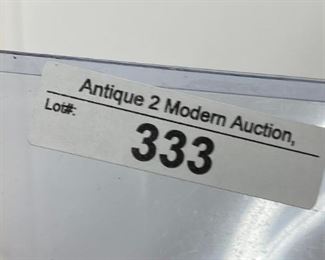 Antique 2 Modern Auction,
Lot#:
333